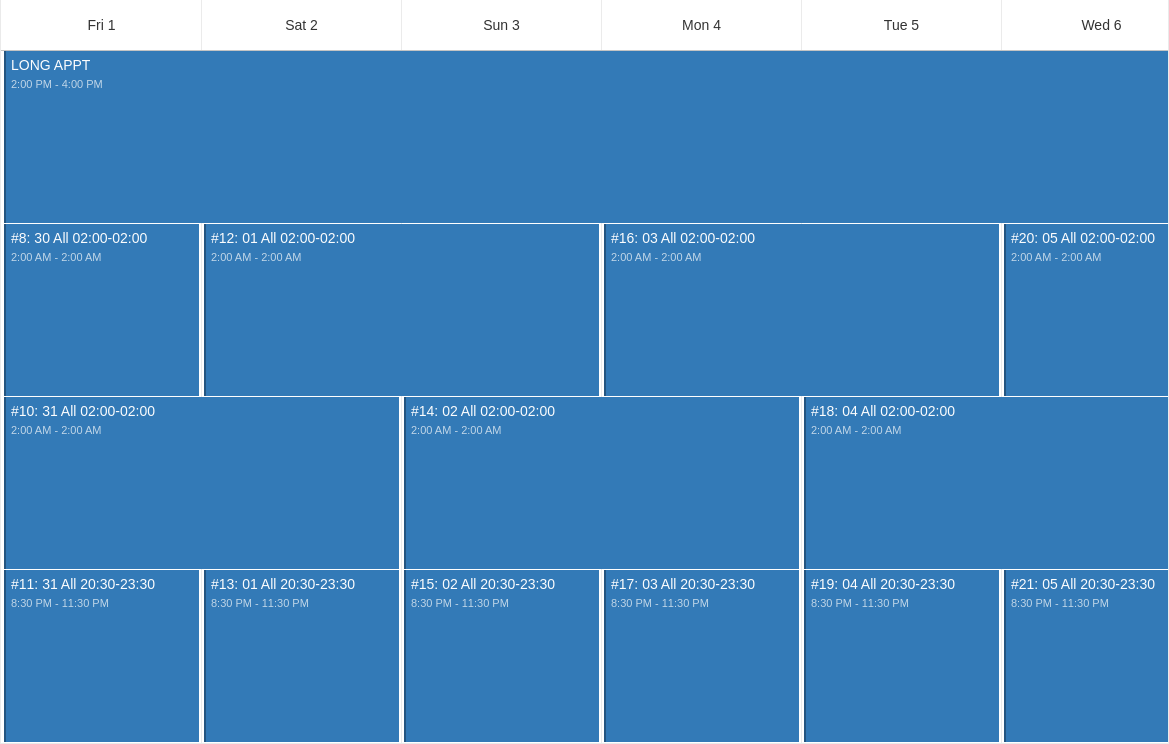 Fri 1
Sat 2
Sun 3
Mon 4
Tue 5
Wed 6
LONG APPT
2:00 PM - 4:00 PM
#8: 30 All 02:00-02:00
2:00 AM - 2:00 AM
#12: 01 All 02:00-02:00
2:00 AM - 2:00 AM
#16: 03 All 02:00-02:00
2:00 AM - 2:00 AM
#20: 05 All 02:00-02:00
2:00 AM - 2:00 AM
#10: 31 All 02:00-02:00
2:00 AM - 2:00 AM
#14: 02 All 02:00-02:00
2:00 AM - 2:00 AM
#18: 04 All 02:00-02:00
2:00 AM - 2:00 AM
#11: 31 All 20:30-23:30
8:30 PM - 11:30 PM
#13: 01 All 20:30-23:30
8:30 PM - 11:30 PM
#15: 02 All 20:30-23:30
8:30 PM - 11:30 PM
#17: 03 All 20:30-23:30
8:30 PM - 11:30 PM
#19: 04 All 20:30-23:30
8:30 PM - 11:30 PM
#21: 05 All 20:30-23:30
8:30 PM - 11:30 PM